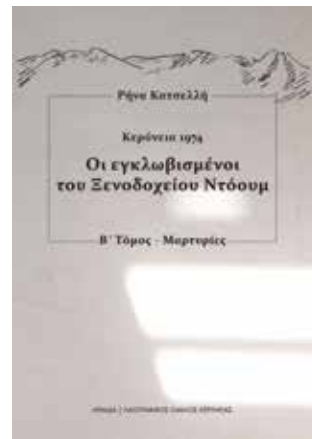 Ρήνα Κατσελλή
Κερύνεια 1974
Οι εγκλωβισμένοι
του Ξενοδοχείου Ντόουμ
Β΄ Τόμος - Μαρτυρίες